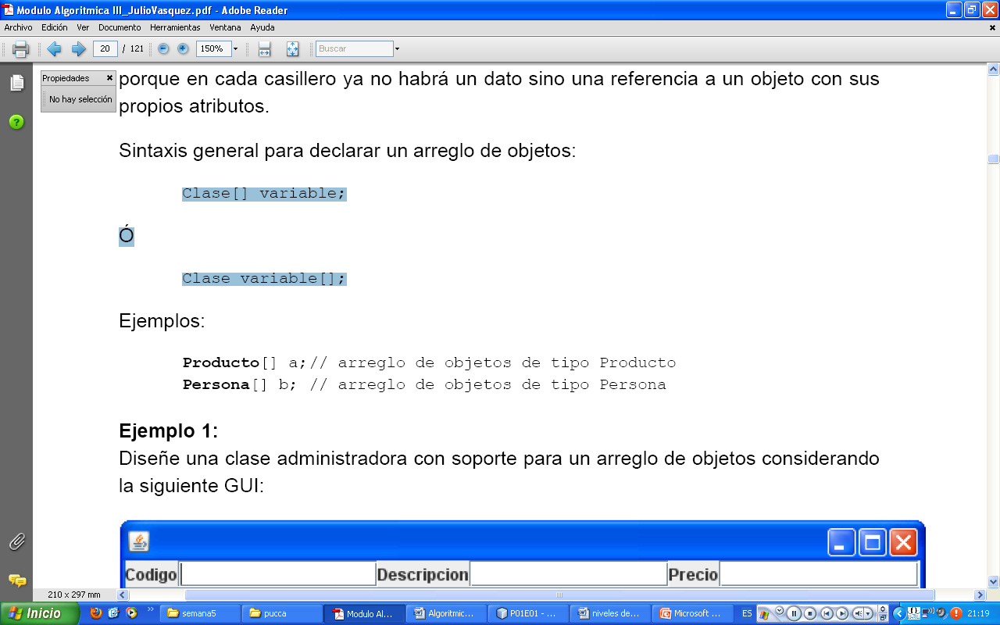 Modulo Algoritmica III_JulioVasquez.pdf - Adobe Reader
Archivo Edición Ver Documento Herramientas Ventana Ayuda
20 / 121 150% Buscar
Propiedades
No hay selección
porque en cada casillero ya no habrá un dato sino una referencia a un objeto con sus
propios atributos.
Sintaxis general para declarar un arreglo de objetos:
Clase[] variable;
Ó
Clase variable[];
Ejemplos:
Producto[] a;// arreglo de objetos de tipo Producto
Persona[] b; // arreglo de objetos de tipo Persona
Ejemplo 1:
Diseñe una clase administradora con soporte para un arreglo de objetos considerando
la siguiente GUI:
Codigo Descripcion Precio
210 x 297 mm
Inicio semana5 pucca Modulo Al... Algoritmic... P01E01 - ... niveles de... Microsoft ... ES 21:19